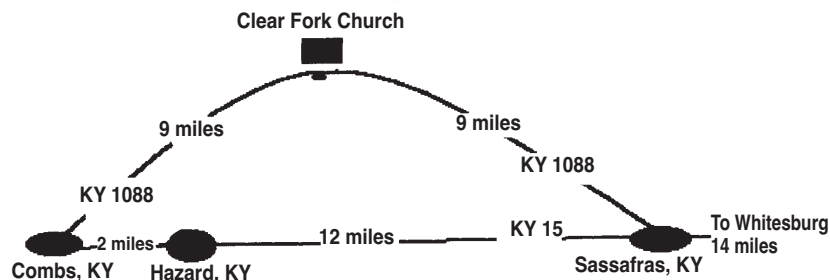 Clear Fork Church
9 miles
9 miles
KY 1088
KY 1088
2 miles
12 miles
KY 15
To Whitesburg
14 miles
Combs, KY
Hazard, KY
Sassafras, KY